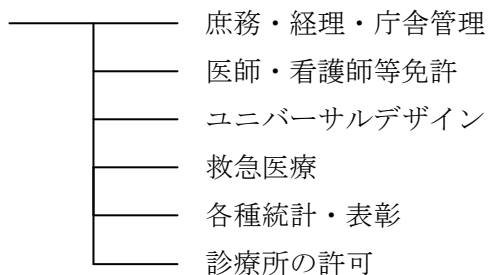 庶務・経理・庁舎管理
医師・看護師等免許
ユニバーサルデザイン
救急医療
各種統計・表彰
診療所の許可